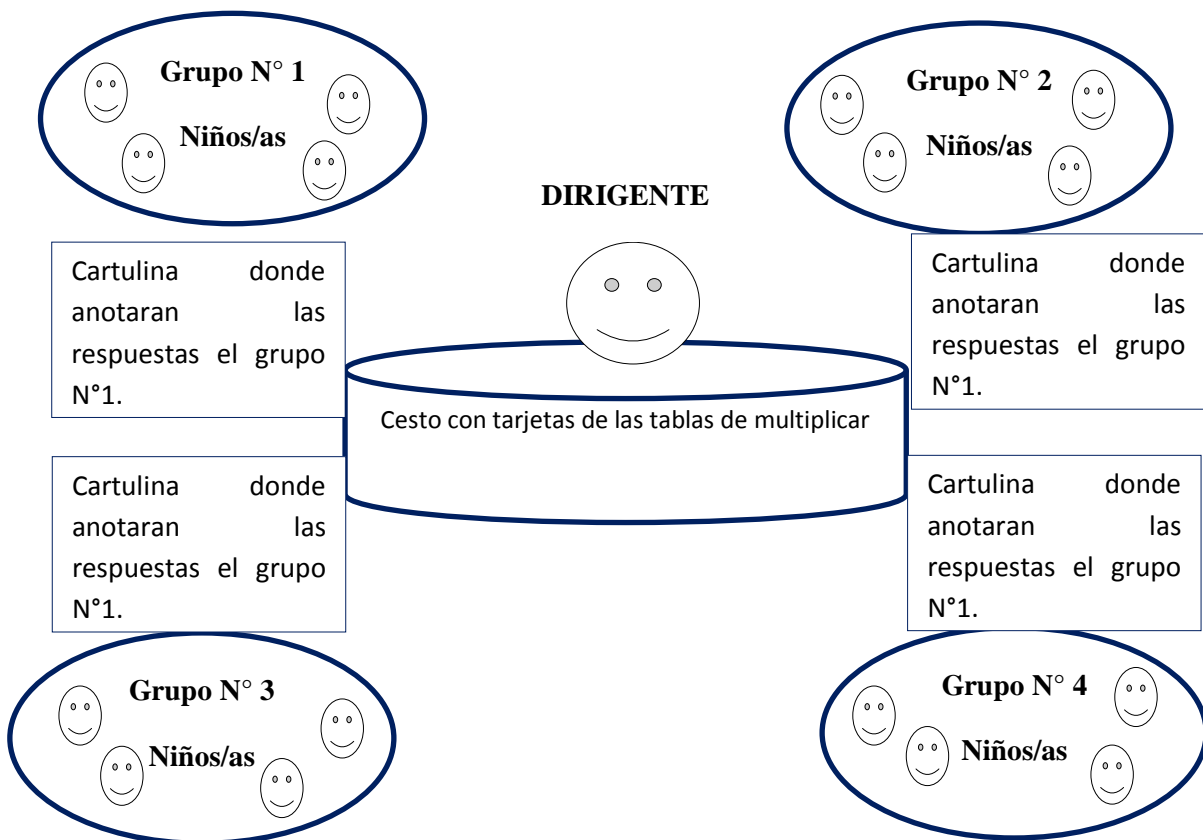 Grupo N° 1
Niños/as
Grupo N° 2
Niños/as
DIRIGENTE
Cartulina donde
anotaran las
respuestas el grupo
N°1.
Cartulina donde
anotaran las
respuestas el grupo
N°1.
Cesto con tarjetas de las tablas de multiplicar
Cartulina donde
anotaran las
respuestas el grupo
N°1.
Cartulina donde
anotaran las
respuestas el grupo
N°1.
Grupo N° 3
Niños/as
Grupo N° 4
Niños/as